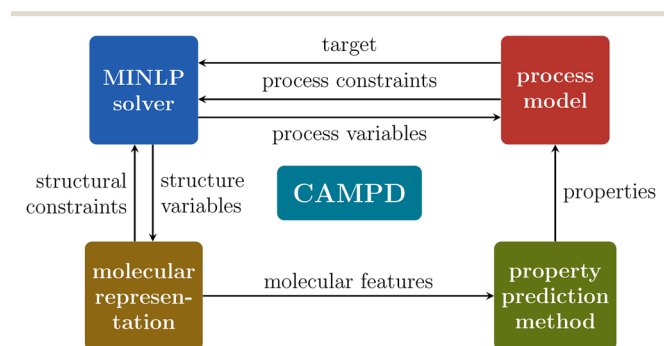 MINLP
solver
target
process constraints
process variables
process
model
structural
constraints
structure
variables
CAMPD
properties
molecular
represen-
tation
molecular features
property
prediction
method